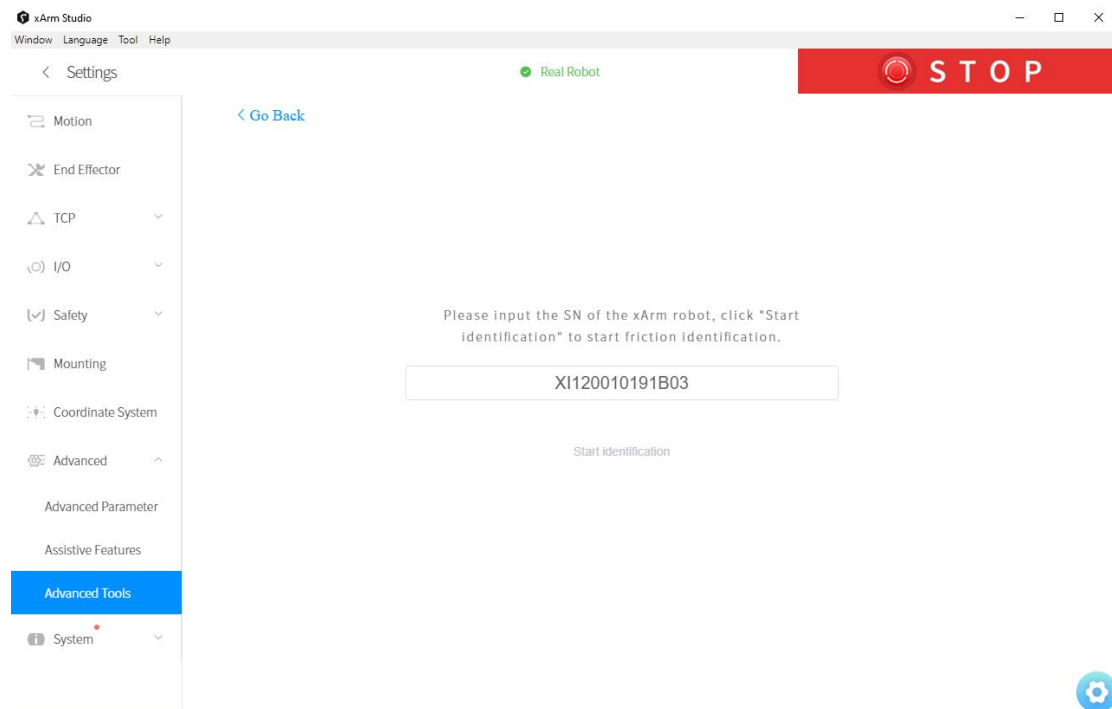 xArm Studio
Window Language Tool Help
Settings
Real Robot
STOP
Motion
End Effector
TCP
I/O
Safety
Mounting
Coordinate System
Advanced
Advanced Parameter
Assistive Features
Advanced Tools
System
< Go Back
Please input the SN of the xArm robot, click "Start
identification" to start friction identification.
XI120010191B03
Start identification